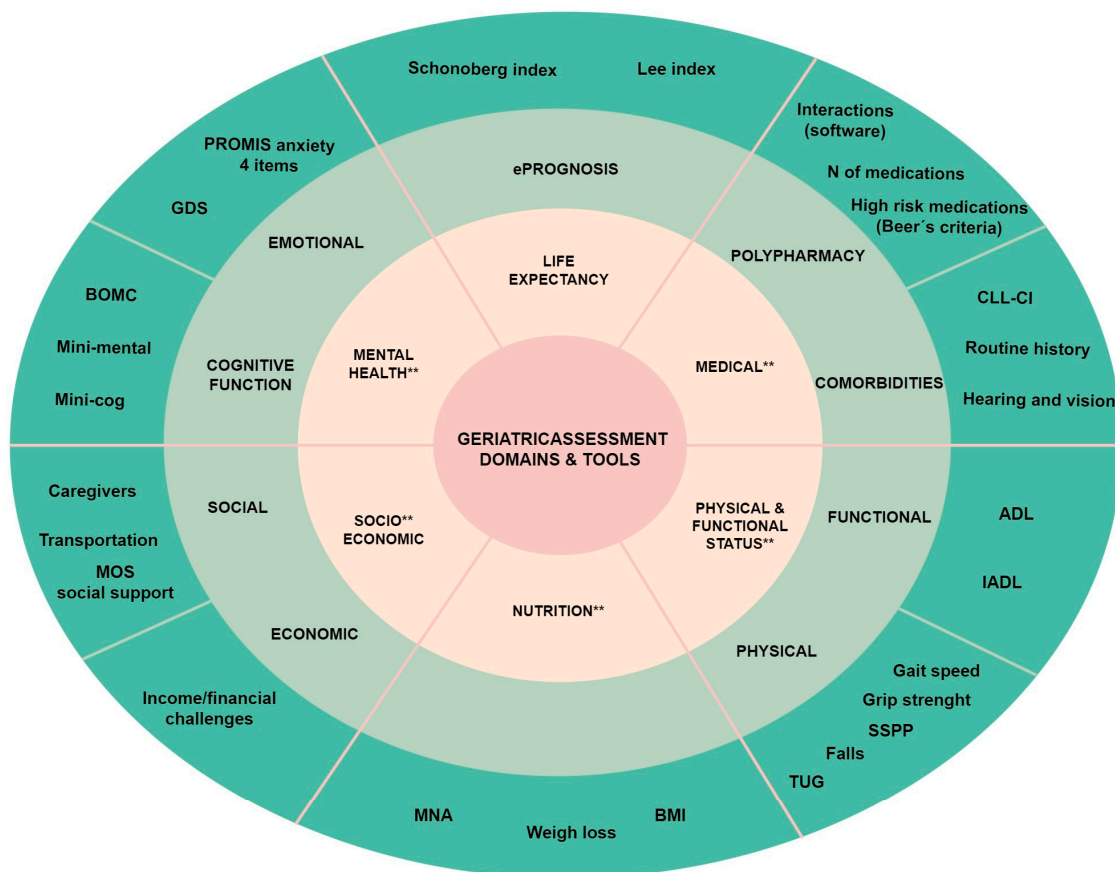 Schonoberg index
Lee index
Interactions
(software)
N of medications
High risk medications
(Beer´s criteria)
PROMIS anxiety
4 items
GDS
ePROGNOSIS
EMOTIONAL
POLYPHARMACY
LIFE
EXPECTANCY
BOMC
Mini-mental
Mini-cog
COGNITIVE
FUNCTION
MENTAL
HEALTH**
MEDICAL**
COMORBIDITIES
CLL-CI
Routine history
Hearing and vision
GERIATRICASSESSMENT
DOMAINS & TOOLS
Caregivers
Transportation
MOS
social support
SOCIAL
SOCIO**
ECONOMIC
PHYSICAL &
FUNCTIONAL
STATUS**
FUNCTIONAL
ADL
IADL
NUTRITION**
ECONOMIC
PHYSICAL
Income/financial
challenges
Gait speed
Grip strenght
SSPP
Falls
TUG
MNA
Weigh loss
BMI